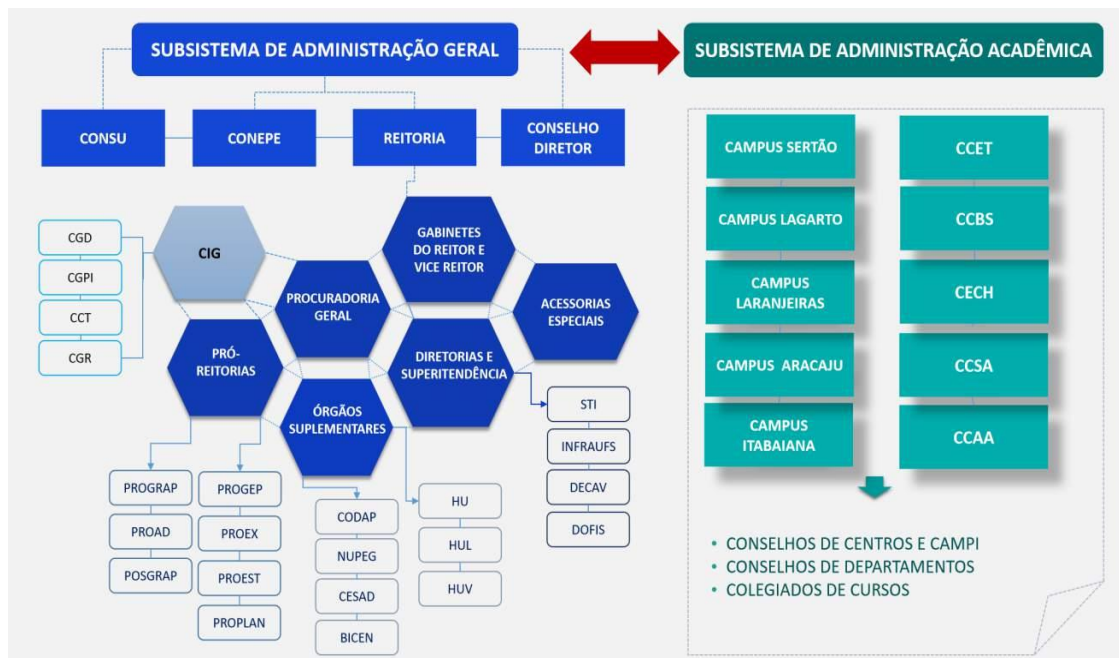 SUBSISTEMA DE ADMINISTRAÇÃO GERAL
SUBSISTEMA DE ADMINISTRAÇÃO ACADÊMICA
CONSU
CONEPE
REITORIA
CONSELHO
DIRETOR
CGD
CGPI
CCT
CGR
CIG
PROCURADORIA
GERAL
GABINETES
DO REITOR E
VICE REITOR
ACESSORIAS
ESPECIAIS
PRÓ-
REITORIAS
ÓRGÃOS
SUPLEMENTARES
DIRETORIAS E
SUPERITENDÊNCIA
PROGRAP
PROAD
POSGRAP
PROGEP
PROEX
PROEST
PROPLAN
CODAP
NUPEG
CESAD
BICEN
HU
HUL
HUV
STI
INFRAUFS
DECAV
DOFIS
CAMPUS SERTÃO
CAMPUS LAGARTO
CAMPUS
LARANJEIRAS
CAMPUS ARACAJU
CAMPUS
ITABAIANA
CCET
CCBS
CECH
CCSA
CCAA
• CONSELHOS DE CENTROS E CAMPI
• CONSELHOS DE DEPARTAMENTOS
• COLEGIADOS DE CURSOS